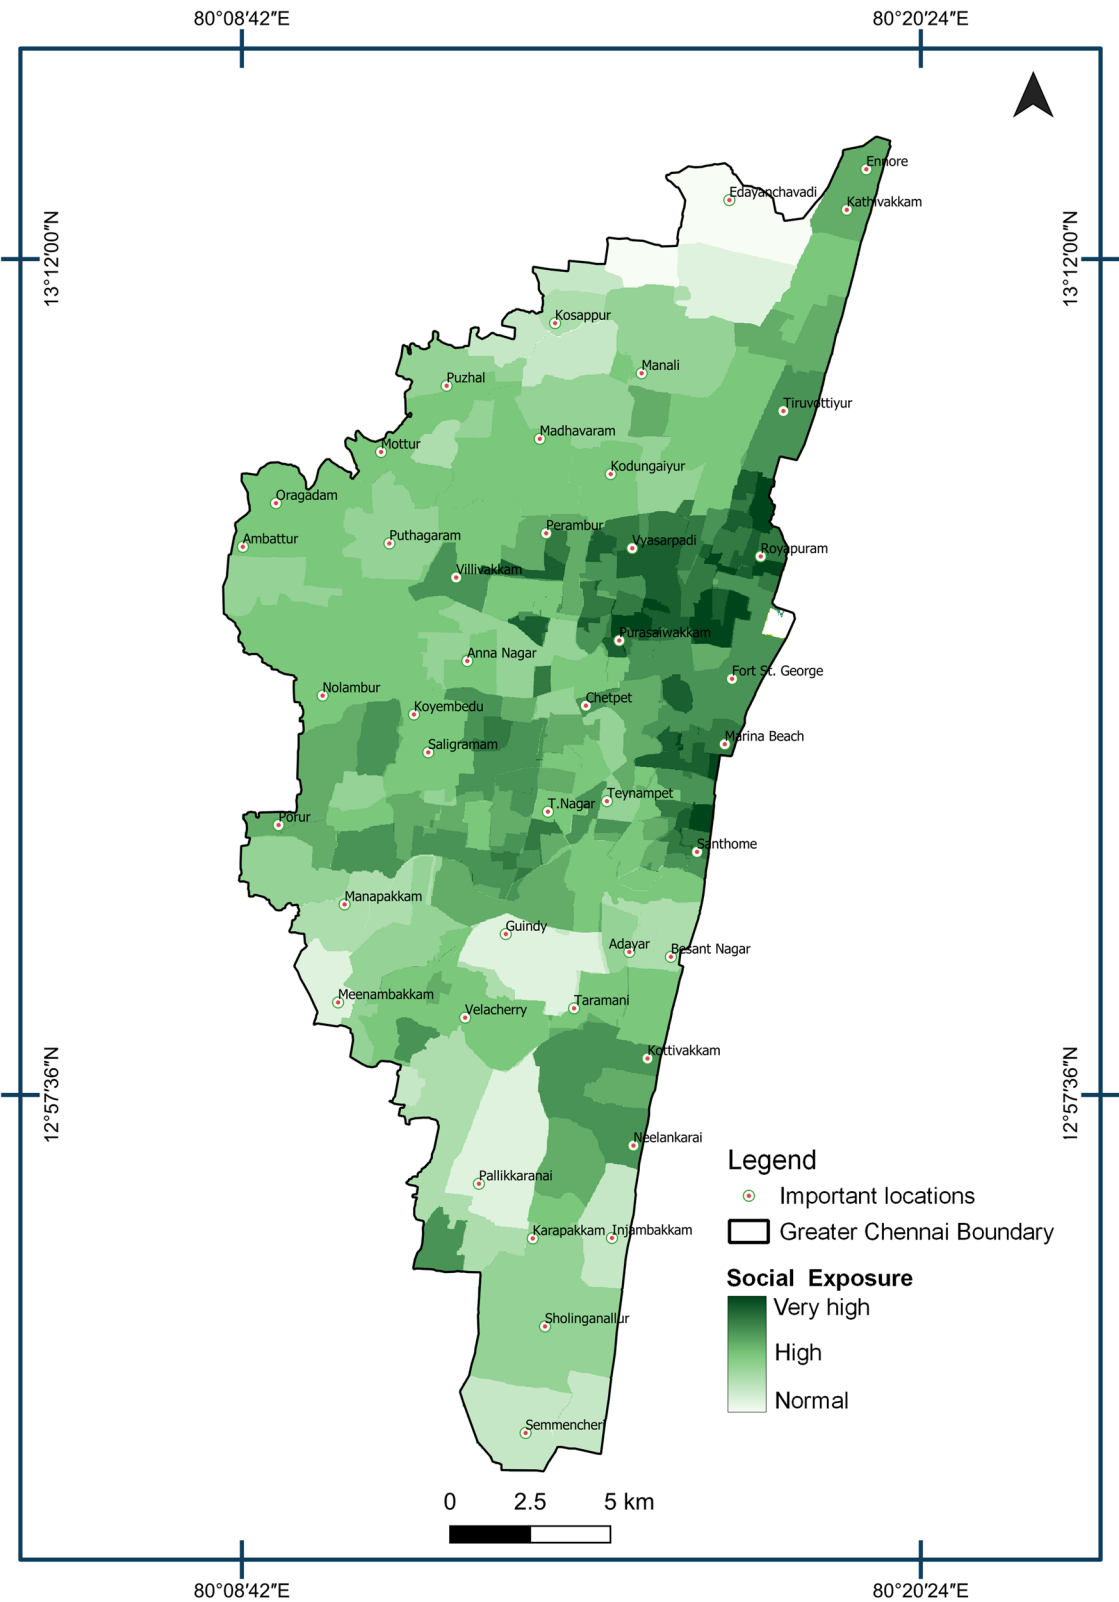 80°08′42″E
80°20′24″E
Ennore
Edayanchavadi
Kathivakkam
13°12′00″N
13°12′00″N
Kosappur
Manali
Puzhal
Tiruvottiyur
Madhavaram
Mottur
Kodungaiyur
Oragadam
Perambur
Ambattur
Puthagaram
Vyasarpadi
Royapuram
Villivakkam
Purasaiwakkam
Anna Nagar
Fort St. George
Nolambur
Chetpet
Koyembedu
Marina Beach
Saligramam
Teynampet
T.Nagar
Porur
Santhome
Manapakkam
Guindy
Adayar
Besant Nagar
Meenambakkam
Taramani
Velacherry
Kottivakkam
12°57′36″N
12°57′36″N
Neelankarai
Legend
Pallikkaranai
Important locations
Karapakkam
Injambakkam
Greater Chennai Boundary
Social Exposure
Very high
Sholinganallur
High
Normal
Semmencheri
0 2.5 5 km
80°08′42″E
80°20′24″E